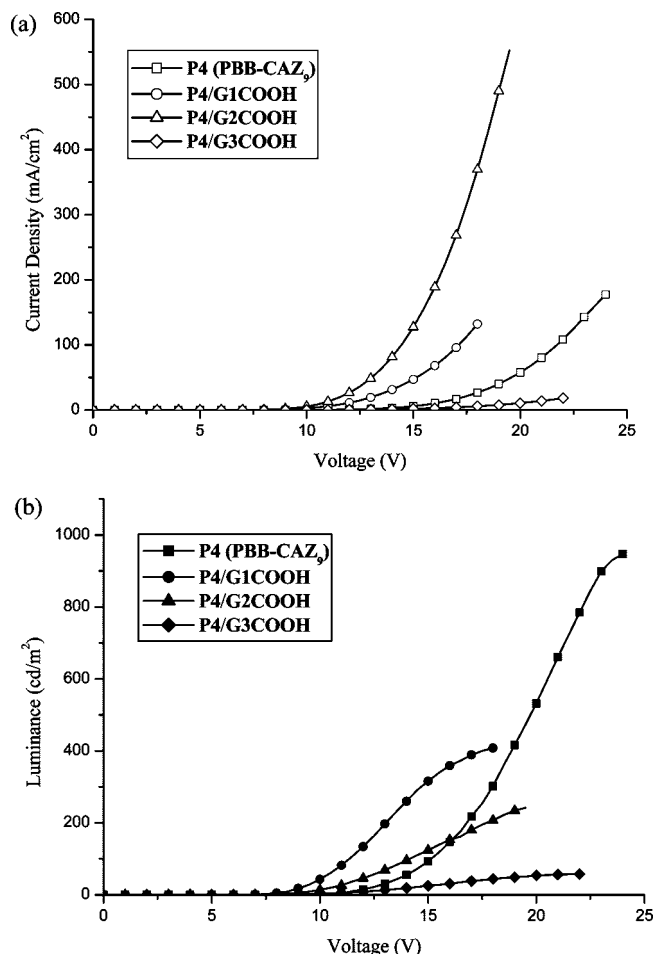 (a)
600
500
400
300
200
100
0
Current Density (mA/cm²)
P4 (PBB-CAZ₉)
P4/G1COOH
P4/G2COOH
P4/G3COOH
0 5 10 15 20 25
Voltage (V)
(b)
1000
800
600
400
200
0
Luminance (cd/m²)
P4 (PBB-CAZ₉)
P4/G1COOH
P4/G2COOH
P4/G3COOH
0 5 10 15 20 25
Voltage (V)